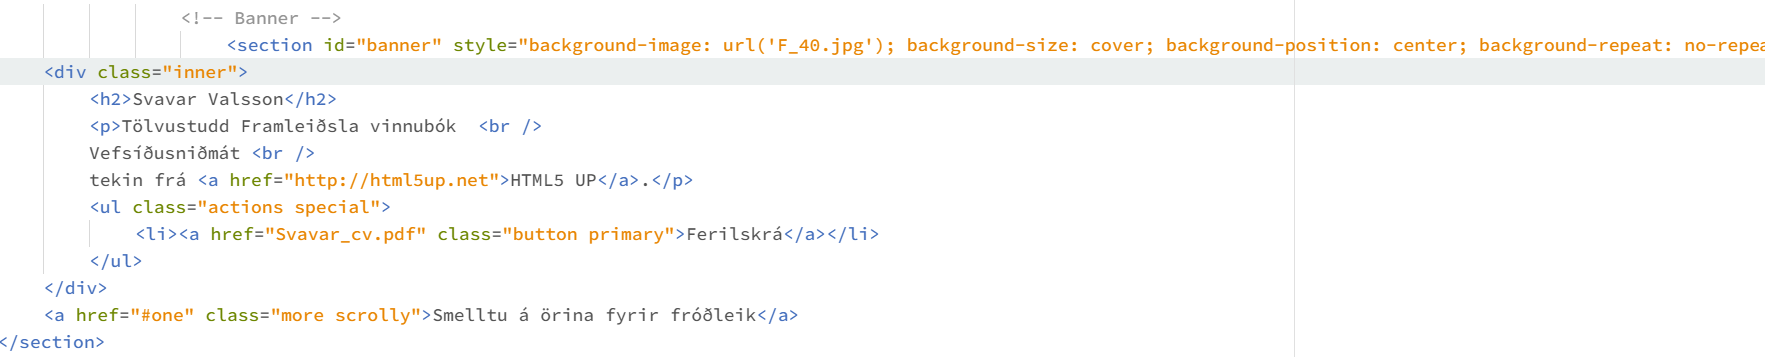 <!-- Banner -->
<section id="banner" style="background-image: url('F_40.jpg'); background-size: cover; background-position: center; background-repeat: no-repea
<div class="inner">
<h2>Svavar Valsson</h2>
<p>Tölvustudd Framleiðsla vinnubók  <br />
Vefsíðusniðmát <br />
tekin frá <a href="http://html5up.net">HTML5 UP</a>.</p>
<ul class="actions special">
<li><a href="Svavar_cv.pdf" class="button primary">Ferilskrá</a></li>
</ul>
</div>
<a href="#one" class="more scrolly">Smelltu á örina fyrir fróðleik</a>
</section>